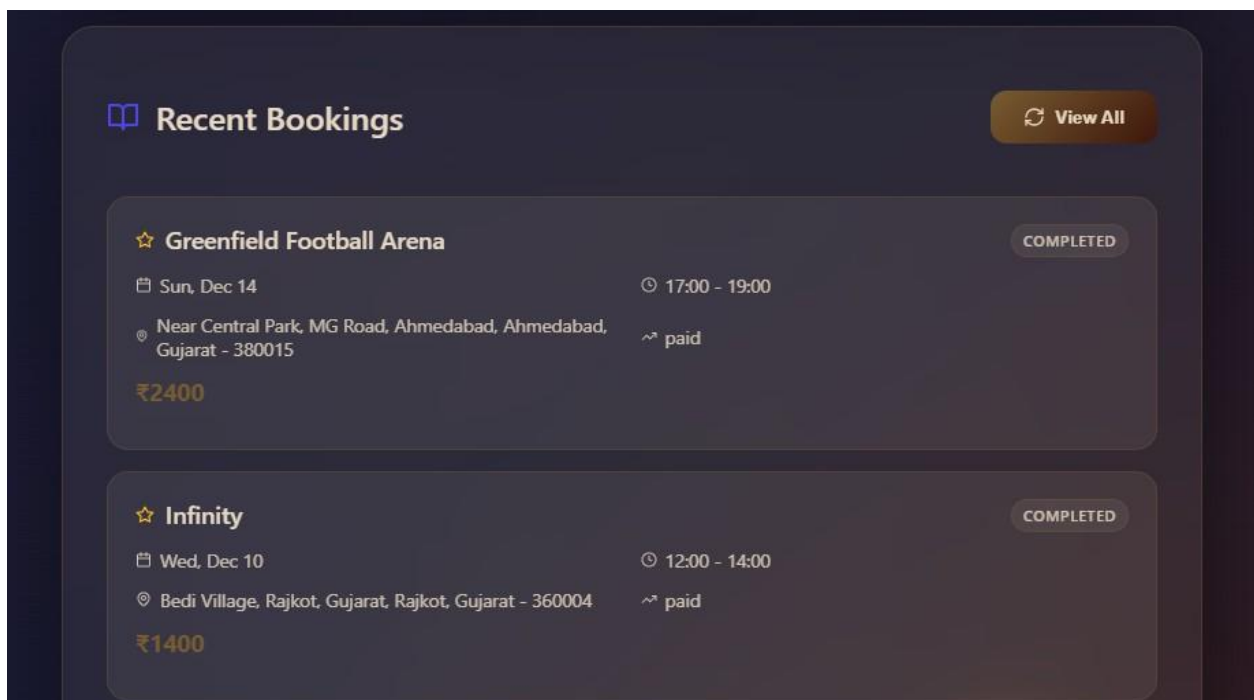 Recent Bookings
View All
Greenfield Football Arena
COMPLETED
Sun, Dec 14
17:00 - 19:00
Near Central Park, MG Road, Ahmedabad, Ahmedabad,
Gujarat - 380015
paid
₹2400
Infinity
COMPLETED
Wed, Dec 10
12:00 - 14:00
Bedi Village, Rajkot, Gujarat, Rajkot, Gujarat - 360004
paid
₹1400